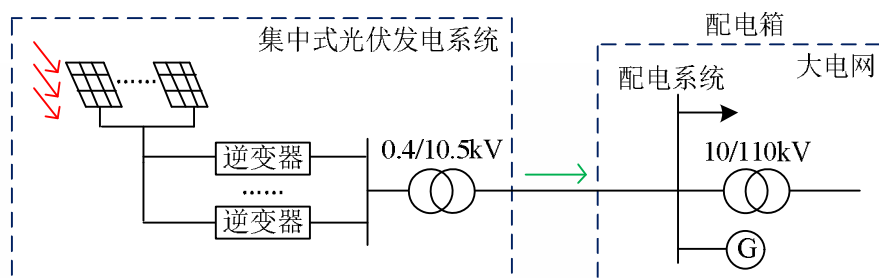 集中式光伏发电系统
配电箱
大电网
配电系统
逆变器
0.4/10.5kV
10/110kV
······
逆变器
G